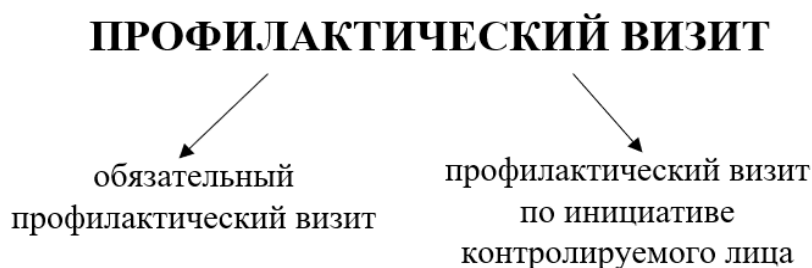 ПРОФИЛАКТИЧЕСКИЙ ВИЗИТ
обязательный
профилактический визит
профилактический визит
по инициативе
контролируемого лица